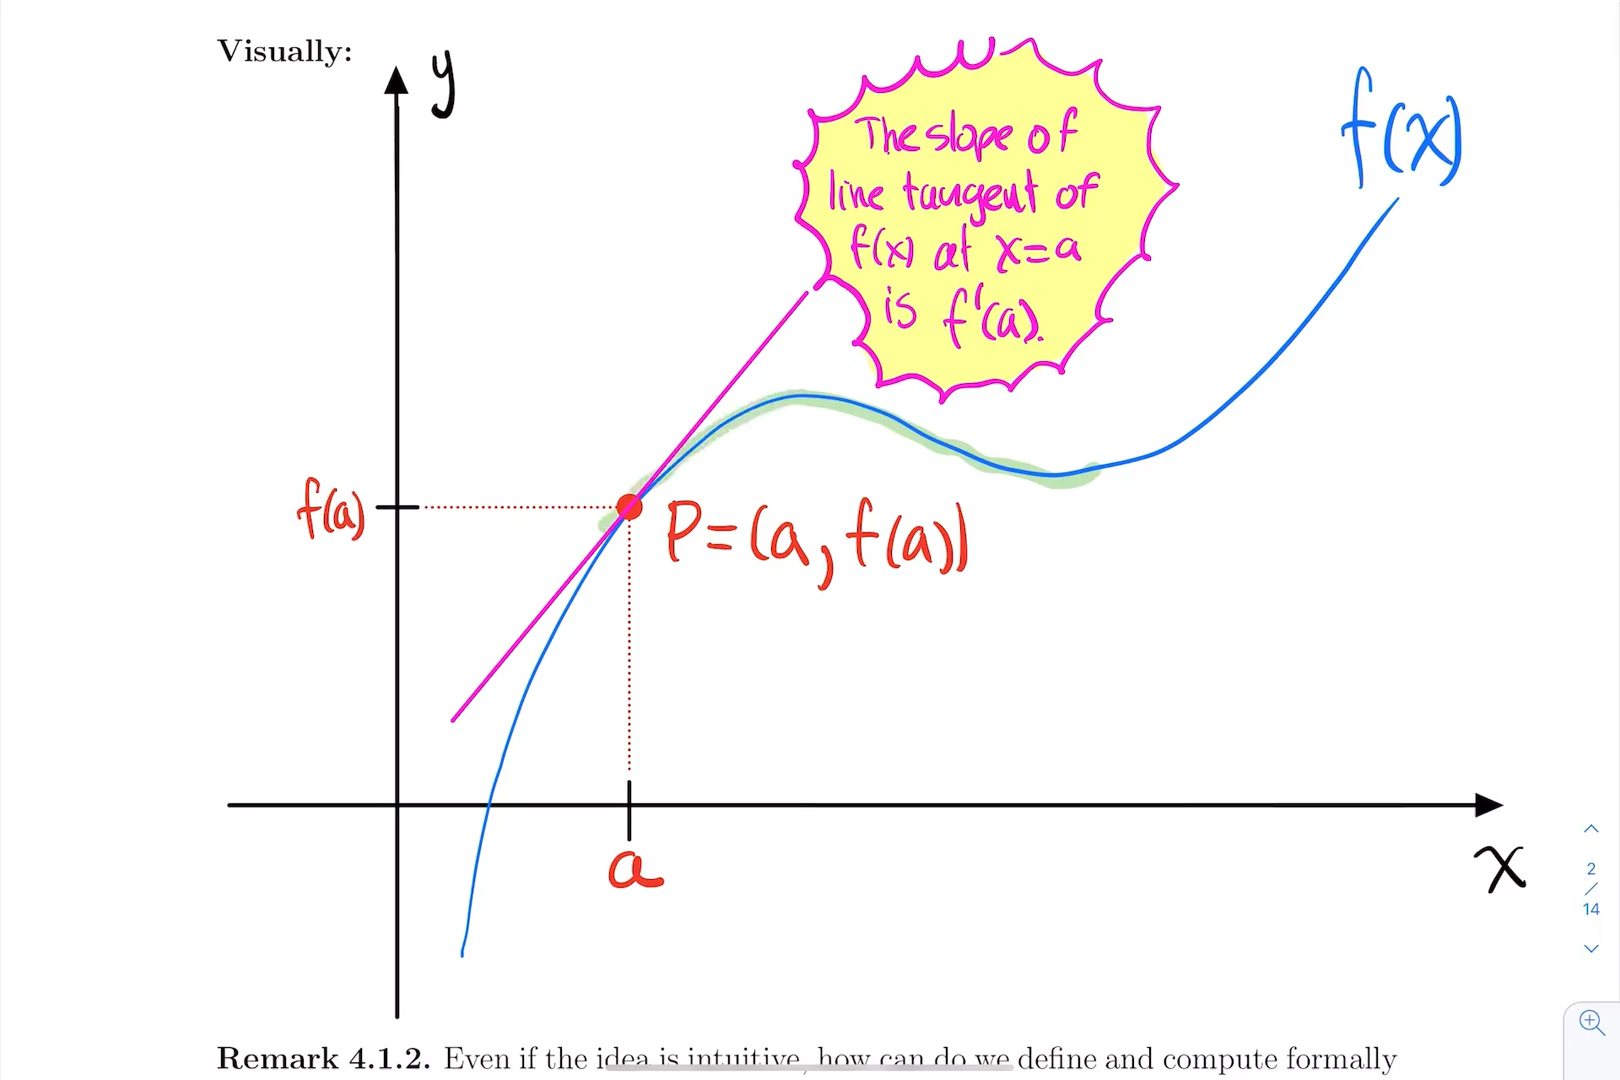 Visually:
y
f(x)
The slope of
line tangent of
f(x) at x=a
is f'(a).
f(a)
P=(a, f(a))
a
x
2
/
14
Remark 4.1.2. Even if the idea is intuitive, how can do we define and compute formally